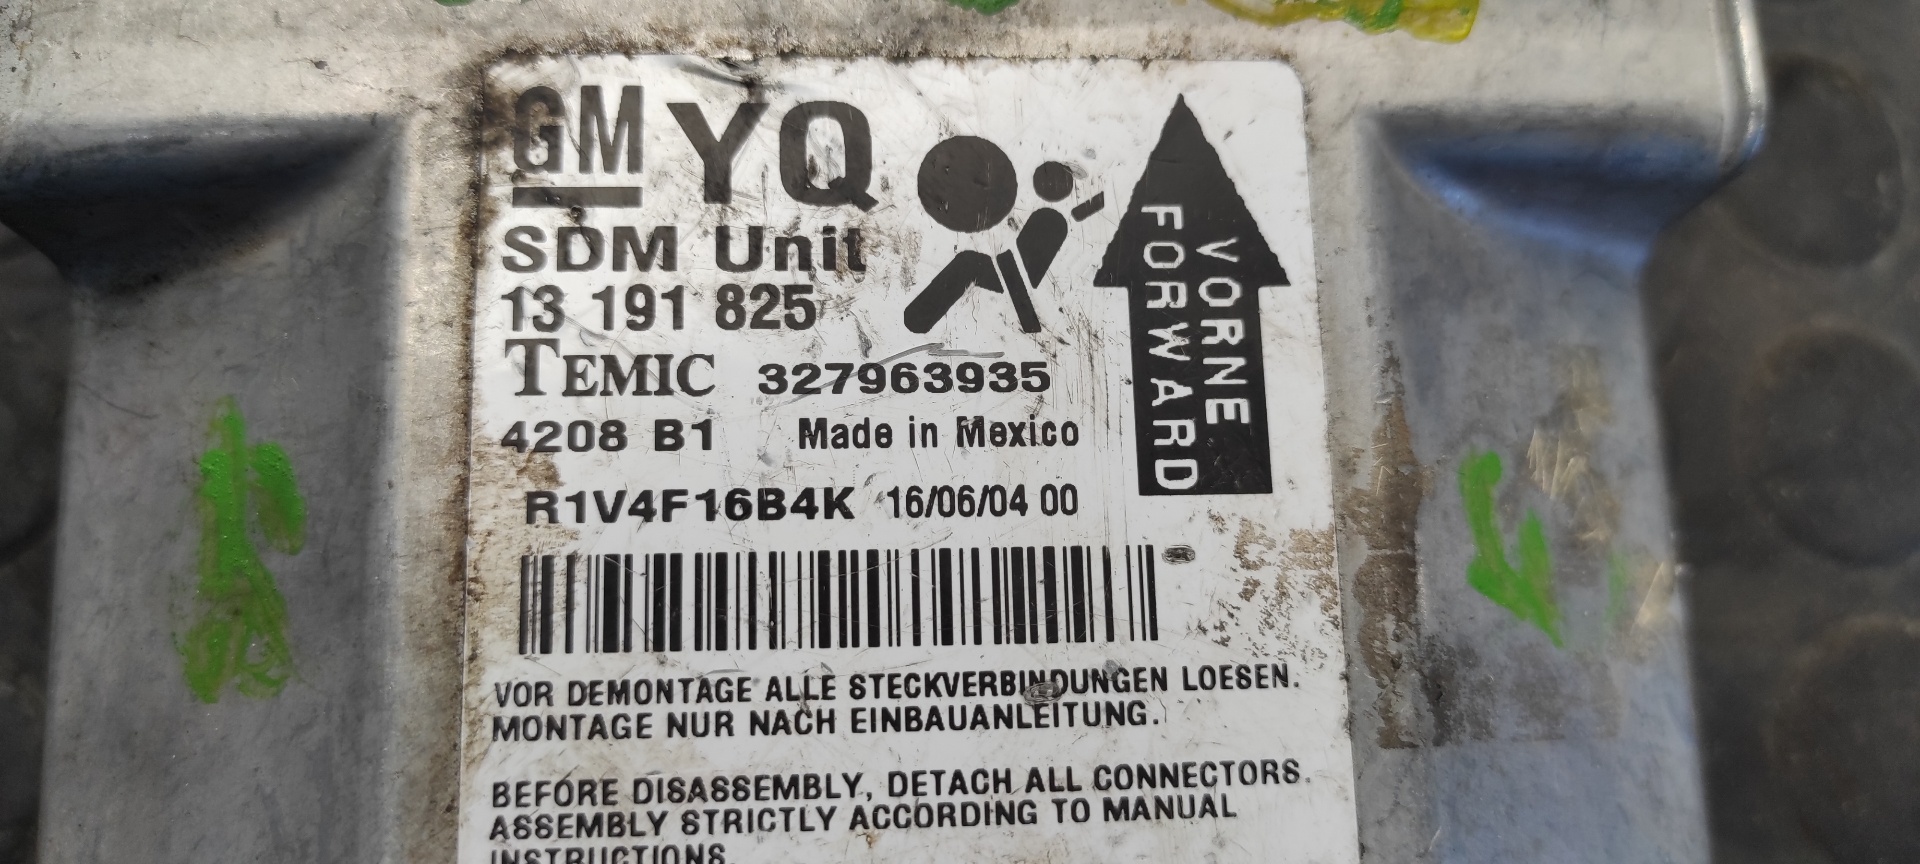 GM YQ
SDM Unit
13 191 825
TEMIC 327963935
4208 B1 Made in Mexico
R1V4F16B4K 16/06/04 00
VORNE
FORWARD
VOR DEMONTAGE ALLE STECKVERBINDUNGEN LOESEN.
MONTAGE NUR NACH EINBAUANLEITUNG.
BEFORE DISASSEMBLY, DETACH ALL CONNECTORS.
ASSEMBLY STRICTLY ACCORDING TO MANUAL
INSTRUCTIONS.